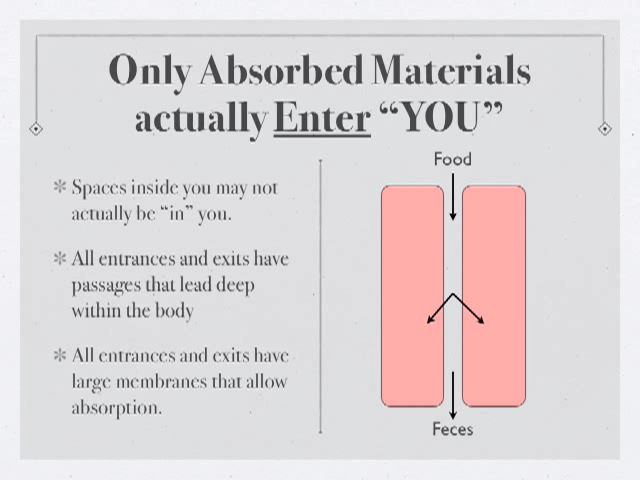 Only Absorbed Materials
actually Enter “YOU”
Spaces inside you may not
actually be “in” you.
All entrances and exits have
passages that lead deep
within the body
All entrances and exits have
large membranes that allow
absorption.
Food
Feces